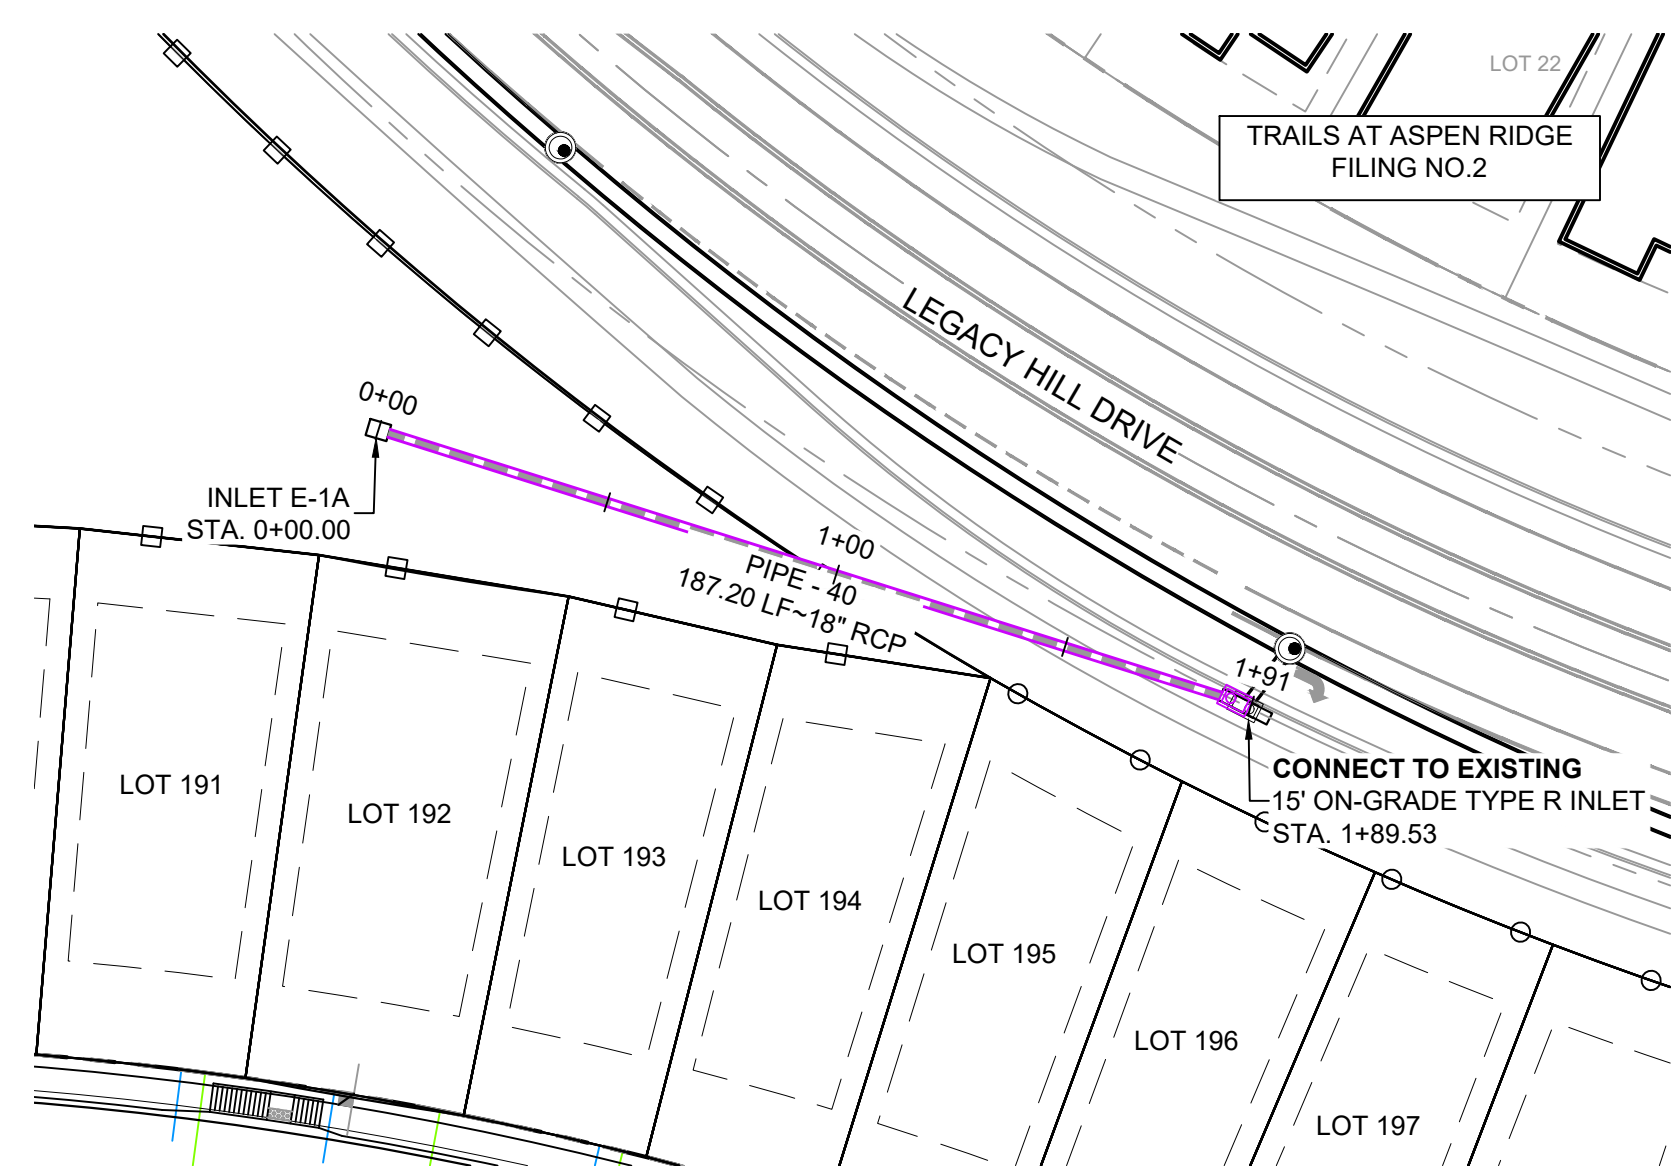 LOT 22
TRAILS AT ASPEN RIDGE
FILING NO.2
LEGACY HILL DRIVE
0+00
INLET E-1A
STA. 0+00.00
1+00
PIPE - 40
187.20 LF~18" RCP
1+91
CONNECT TO EXISTING
15' ON-GRADE TYPE R INLET
STA. 1+89.53
LOT 191
LOT 192
LOT 193
LOT 194
LOT 195
LOT 196
LOT 197